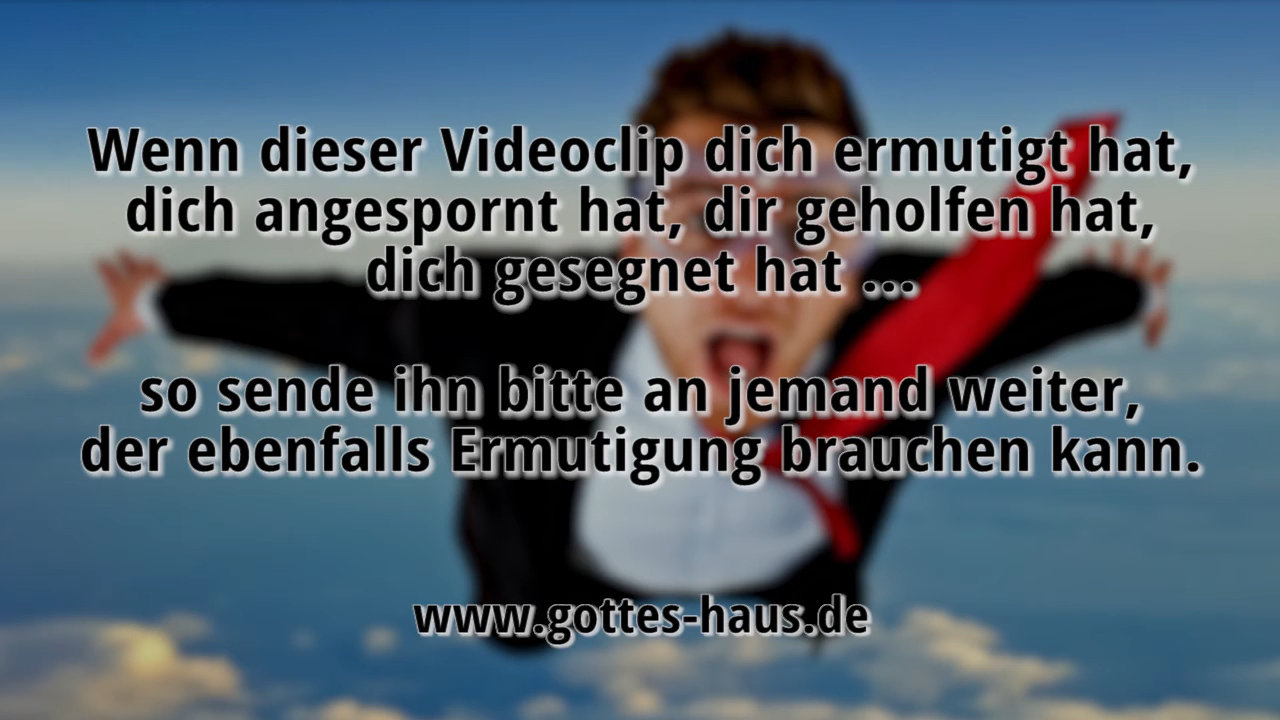 Wenn dieser Videoclip dich ermutigt hat,
dich angespornt hat, dir geholfen hat,
dich gesegnet hat ...
so sende ihn bitte an jemand weiter,
der ebenfalls Ermutigung brauchen kann.
www.gottes-haus.de